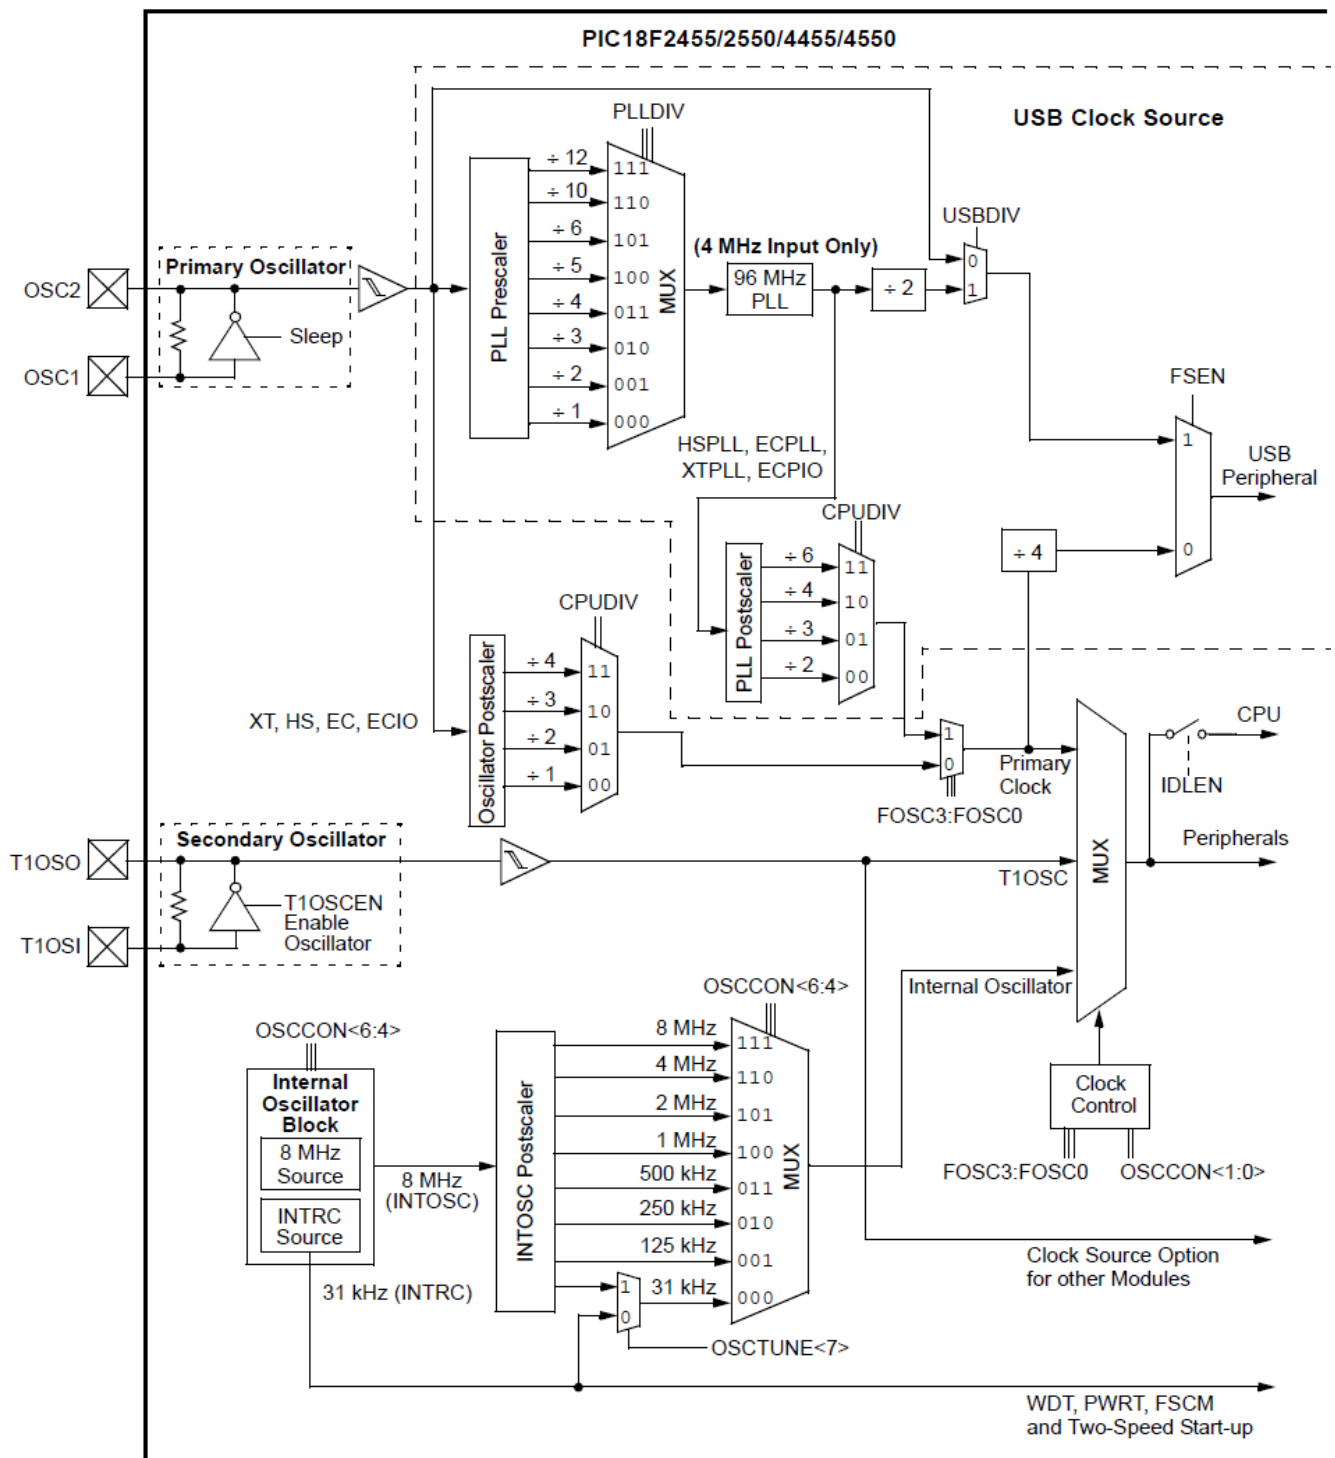 PIC18F2455/2550/4455/4550
USB Clock Source
PLLDIV
PLL Prescaler
÷ 12
÷ 10
÷ 6
÷ 5
÷ 4
÷ 3
÷ 2
÷ 1
111
110
101
100
011
010
001
000
MUX
(4 MHz Input Only)
96 MHz
PLL
÷ 2
USBDIV
0
1
Primary Oscillator
OSC2
OSC1
Sleep
HSPLL, ECPLL,
XTPLL, ECPIO
FSEN
1
0
USB
Peripheral
÷ 4
CPUDIV
PLL Postscaler
÷ 6
÷ 4
÷ 3
÷ 2
11
10
01
00
CPUDIV
Oscillator Postscaler
÷ 4
÷ 3
÷ 2
÷ 1
11
10
01
00
XT, HS, EC, ECIO
1
0
FOSC3:FOSC0
Primary
Clock
MUX
CPU
IDLEN
Peripherals
Secondary Oscillator
T1OSO
T1OSI
T1OSCEN
Enable
Oscillator
T1OSC
Internal Oscillator
Clock
Control
FOSC3:FOSC0
OSCCON<1:0>
OSCCON<6:4>
Internal
Oscillator
Block
8 MHz
Source
INTRC
Source
8 MHz
(INTOSC)
31 kHz (INTRC)
INTOSC Postscaler
OSCCON<6:4>
8 MHz
4 MHz
2 MHz
1 MHz
500 kHz
250 kHz
125 kHz
31 kHz
111
110
101
100
011
010
001
000
MUX
1
0
OSCTUNE<7>
Clock Source Option
for other Modules
WDT, PWRT, FSCM
and Two-Speed Start-up